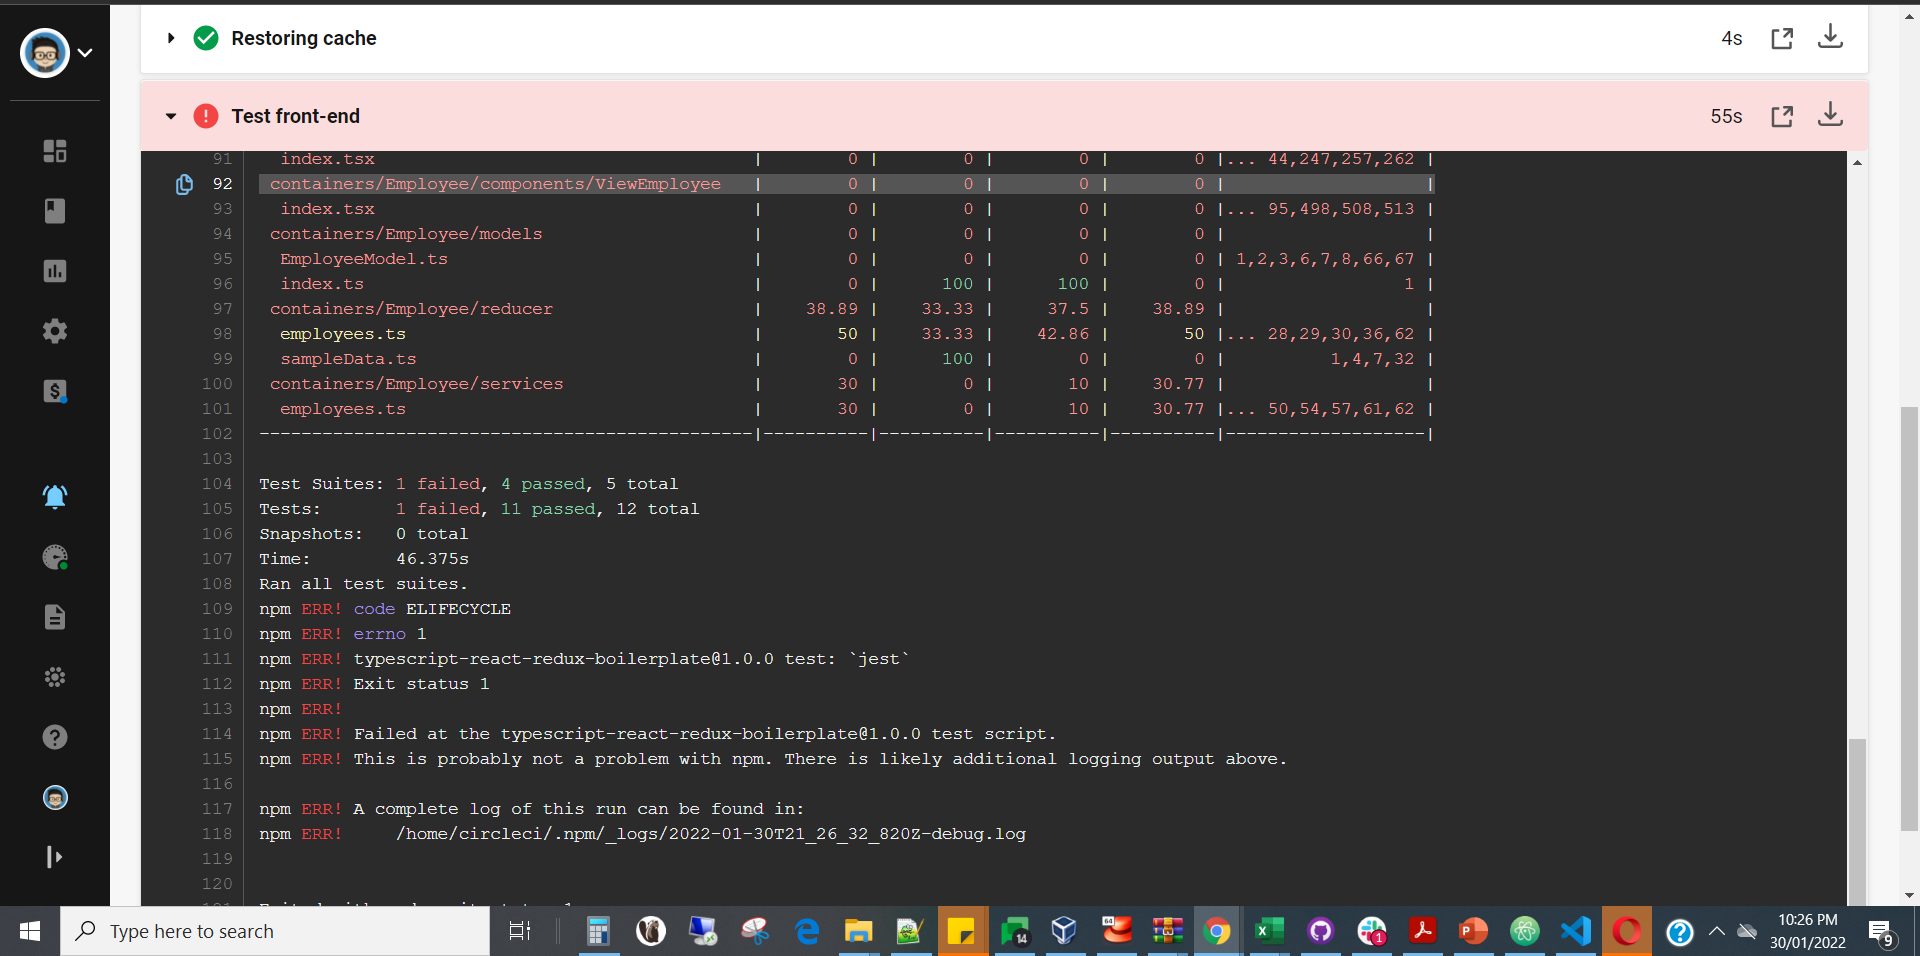 Restoring cache 4s
Test front-end 55s
91 index.tsx | 0 | 0 | 0 | 0 |... 44,247,257,262 |
92 containers/Employee/components/ViewEmployee | 0 | 0 | 0 | 0 | |
93 index.tsx | 0 | 0 | 0 | 0 |... 95,498,508,513 |
94 containers/Employee/models | 0 | 0 | 0 | 0 | |
95 EmployeeModel.ts | 0 | 0 | 0 | 0 | 1,2,3,6,7,8,66,67 |
96 index.ts | 0 | 100 | 100 | 0 | 1 |
97 containers/Employee/reducer | 38.89 | 33.33 | 37.5 | 38.89 | |
98 employees.ts | 50 | 33.33 | 42.86 | 50 |... 28,29,30,36,62 |
99 sampleData.ts | 0 | 100 | 0 | 0 | 1,4,7,32 |
100 containers/Employee/services | 30 | 0 | 10 | 30.77 | |
101 employees.ts | 30 | 0 | 10 | 30.77 |... 50,54,57,61,62 |
102 -----------------------------------------------|----------|----------|----------|----------|-------------------|
103
104 Test Suites: 1 failed, 4 passed, 5 total
105 Tests: 1 failed, 11 passed, 12 total
106 Snapshots: 0 total
107 Time: 46.375s
108 Ran all test suites.
109 npm ERR! code ELIFECYCLE
110 npm ERR! errno 1
111 npm ERR! typescript-react-redux-boilerplate@1.0.0 test: `jest`
112 npm ERR! Exit status 1
113 npm ERR!
114 npm ERR! Failed at the typescript-react-redux-boilerplate@1.0.0 test script.
115 npm ERR! This is probably not a problem with npm. There is likely additional logging output above.
116
117 npm ERR! A complete log of this run can be found in:
118 npm ERR! /home/circleci/.npm/_logs/2022-01-30T21_26_32_820Z-debug.log
119
120
Type here to search
64
14
1
10:26 PM
30/01/2022
9